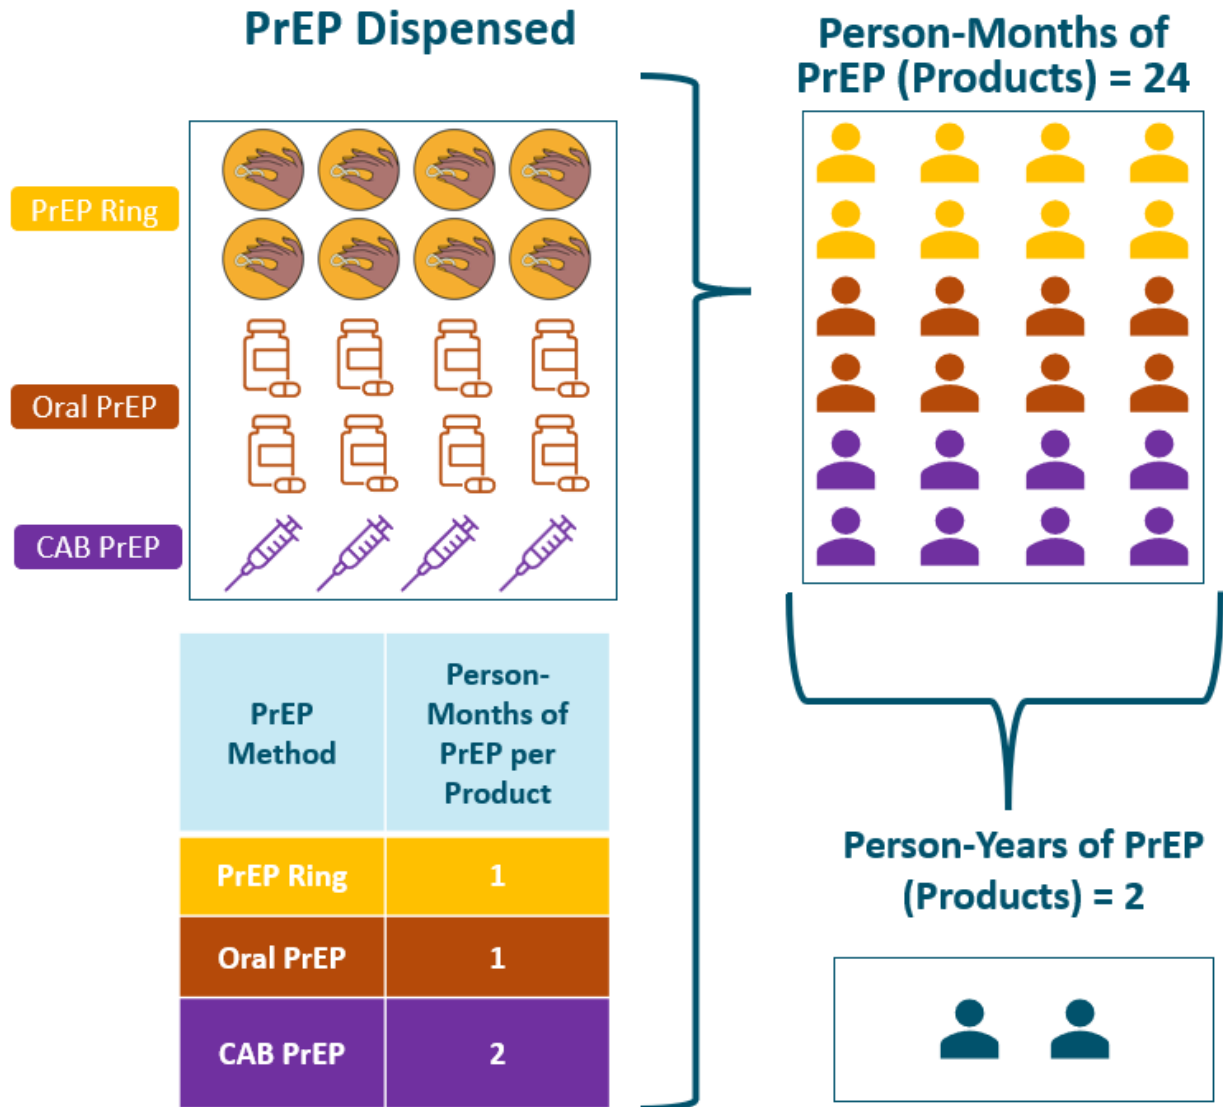 PrEP Dispensed
Person-Months of
PrEP (Products) = 24
PrEP Ring
Oral PrEP
CAB PrEP
PrEP
Method
Person-
Months of
PrEP per
Product
PrEP Ring
1
Oral PrEP
1
CAB PrEP
2
Person-Years of PrEP
(Products) = 2